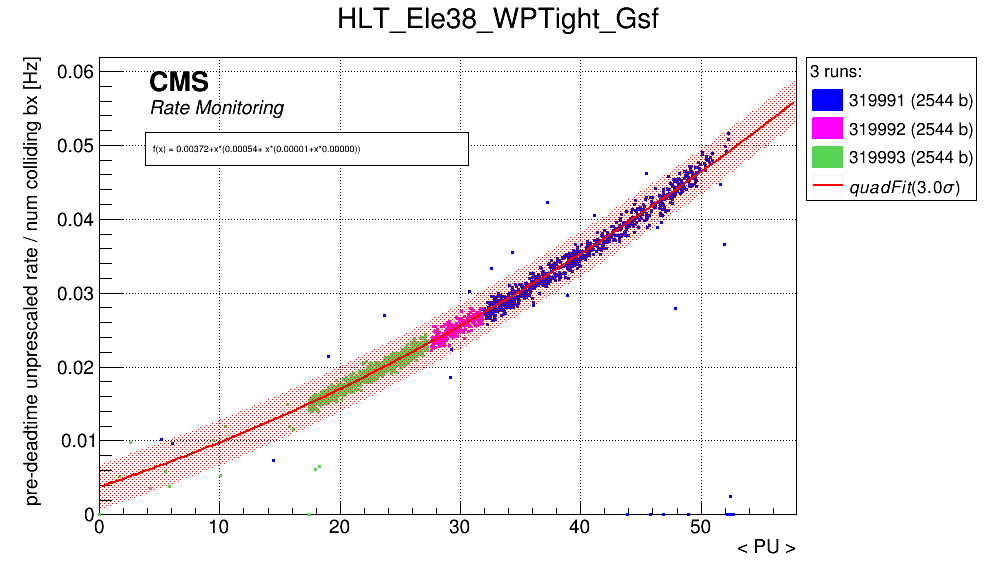 HLT_Ele38_WPTight_Gsf
pre-deadtime unprescaled rate / num colliding bx [Hz]
0.06
0.05
0.04
0.03
0.02
0.01
0
CMS
Rate Monitoring
f(x) = 0.00372+x*(0.00054+ x*(0.00001+x*0.00000))
3 runs:
319991 (2544 b)
319992 (2544 b)
319993 (2544 b)
quadFit(3.0σ)
0 10 20 30 40 50
< PU >